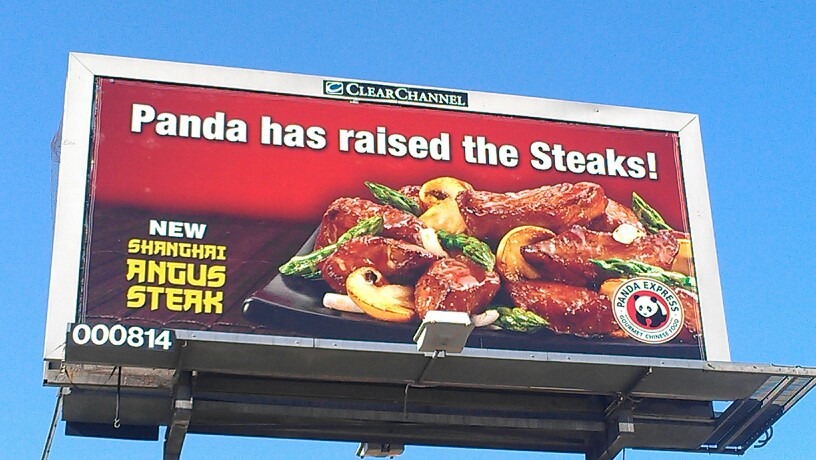 CLEARCHANNEL
Panda has raised the Steaks!
NEW
SHANGHAI
ANGUS
STEAK
PANDA EXPRESS
GOURMET CHINESE FOOD
000814